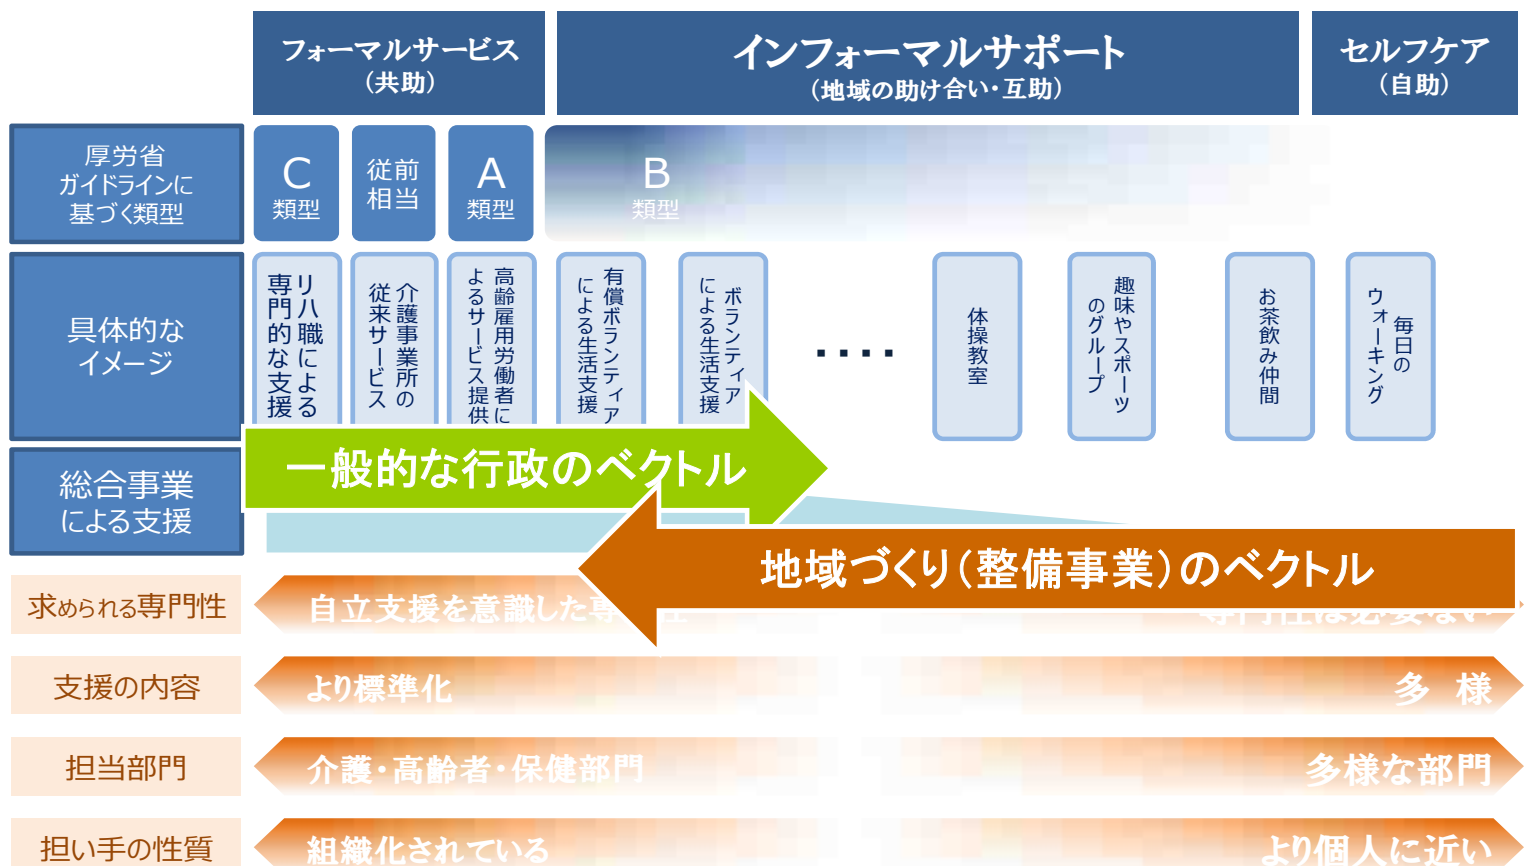 フォーマルサービス
（共助）
インフォーマルサポート
（地域の助け合い・互助）
セルフケア
（自助）
厚労省
ガイドラインに
基づく類型
C
類型
従前
相当
A
類型
B
類型
具体的な
イメージ
リハ職による
専門的な支援
介護事業所の
従来サービス
高齢雇用労働者に
よるサービス提供
有償ボランティア
による生活支援
ボランティア
による生活支援
・・・・
体操教室
趣味やスポーツ
のグループ
お茶飲み仲間
毎日の
ウォーキング
総合事業
による支援
一般的な行政のベクトル
地域づくり（整備事業）のベクトル
求められる専門性
自立支援を意識した専
専門性は必要ない
支援の内容
より標準化
多　様
担当部門
介護・高齢者・保健部門
多様な部門
担い手の性質
組織化されている
より個人に近い